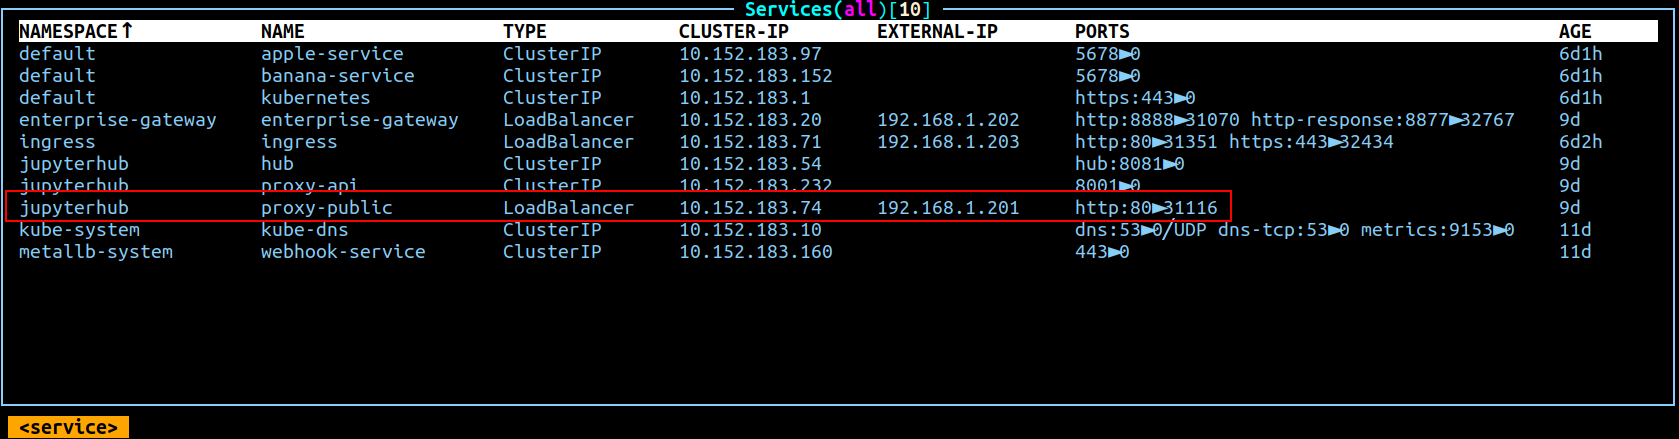 Services(all)[10]
NAMESPACE↑ NAME TYPE CLUSTER-IP EXTERNAL-IP PORTS AGE
default apple-service ClusterIP 10.152.183.97 5678►0 6d1h
default banana-service ClusterIP 10.152.183.152 5678►0 6d1h
default kubernetes ClusterIP 10.152.183.1 https:443►0 6d1h
enterprise-gateway enterprise-gateway LoadBalancer 10.152.183.20 192.168.1.202 http:8888►31070 http-response:8877►32767 9d
ingress ingress LoadBalancer 10.152.183.71 192.168.1.203 http:80►31351 https:443►32434 6d2h
jupyterhub hub ClusterIP 10.152.183.54 hub:8081►0 9d
jupyterhub proxy-api ClusterIP 10.152.183.232 8001►0 9d
jupyterhub proxy-public LoadBalancer 10.152.183.74 192.168.1.201 http:80►31116 9d
kube-system kube-dns ClusterIP 10.152.183.10 dns:53►0/UDP dns-tcp:53►0 metrics:9153►0 11d
metallb-system webhook-service ClusterIP 10.152.183.160 443►0 11d
<service>